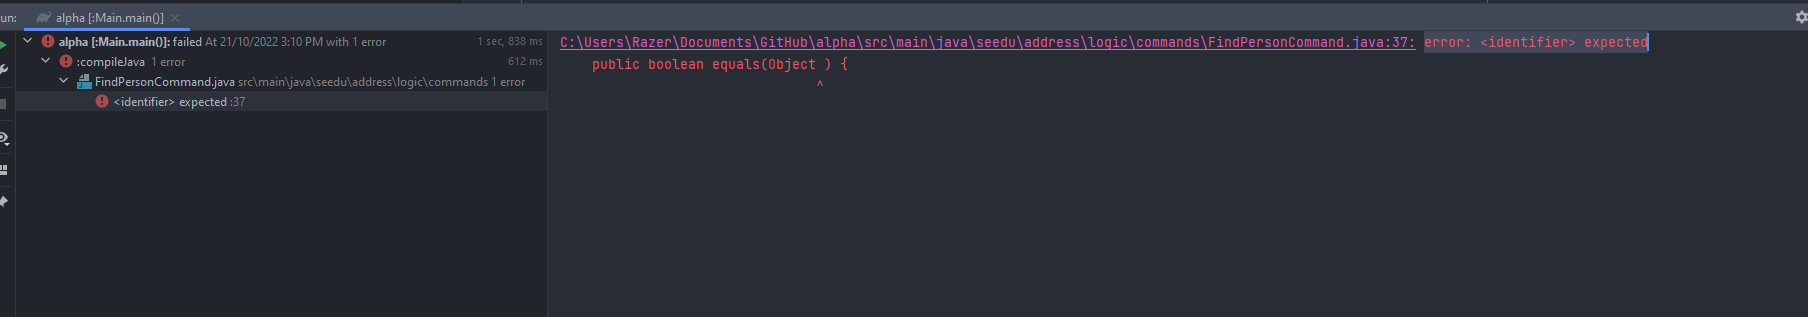 un: alpha [:Main.main()]
alpha [:Main.main()]: failed At 21/10/2022 3:10 PM with 1 error 1 sec, 838 ms
:compileJava 1 error 612 ms
FindPersonCommand.java src\main\java\seedu\address\logic\commands 1 error
<identifier> expected :37
C:\Users\Razer\Documents\GitHub\alpha\src\main\java\seedu\address\logic\commands\FindPersonCommand.java:37: error: <identifier> expected
public boolean equals(Object ) {
^